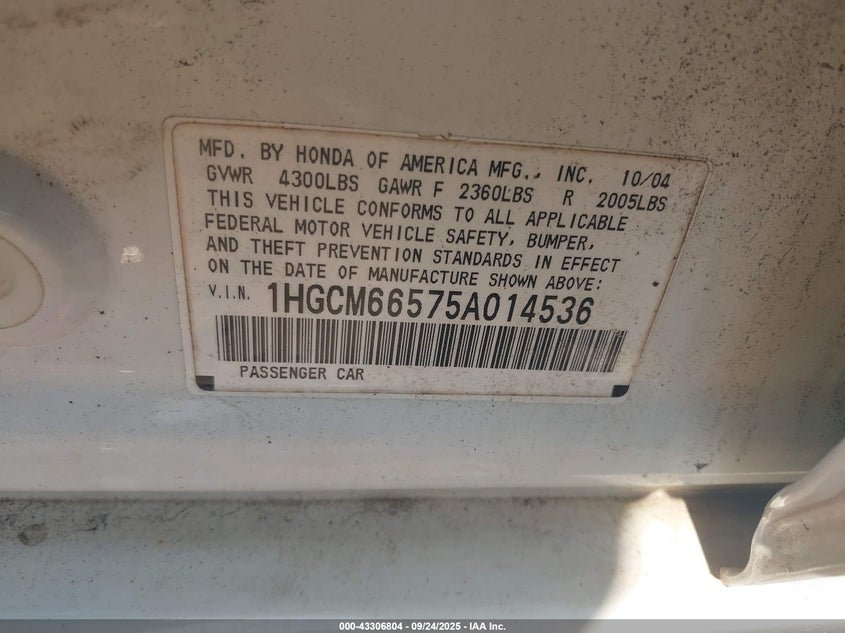 MFD. BY HONDA OF AMERICA MFG., INC. 10/04
GVWR 4300LBS GAWR F 2360LBS R 2005LBS
THIS VEHICLE CONFORMS TO ALL APPLICABLE
FEDERAL MOTOR VEHICLE SAFETY, BUMPER,
AND THEFT PREVENTION STANDARDS IN EFFECT
ON THE DATE OF MANUFACTURE SHOWN ABOVE:
V.I.N. 1HGCM66575A014536
PASSENGER CAR
000-43306804 - 09/24/2025 - IAA Inc.